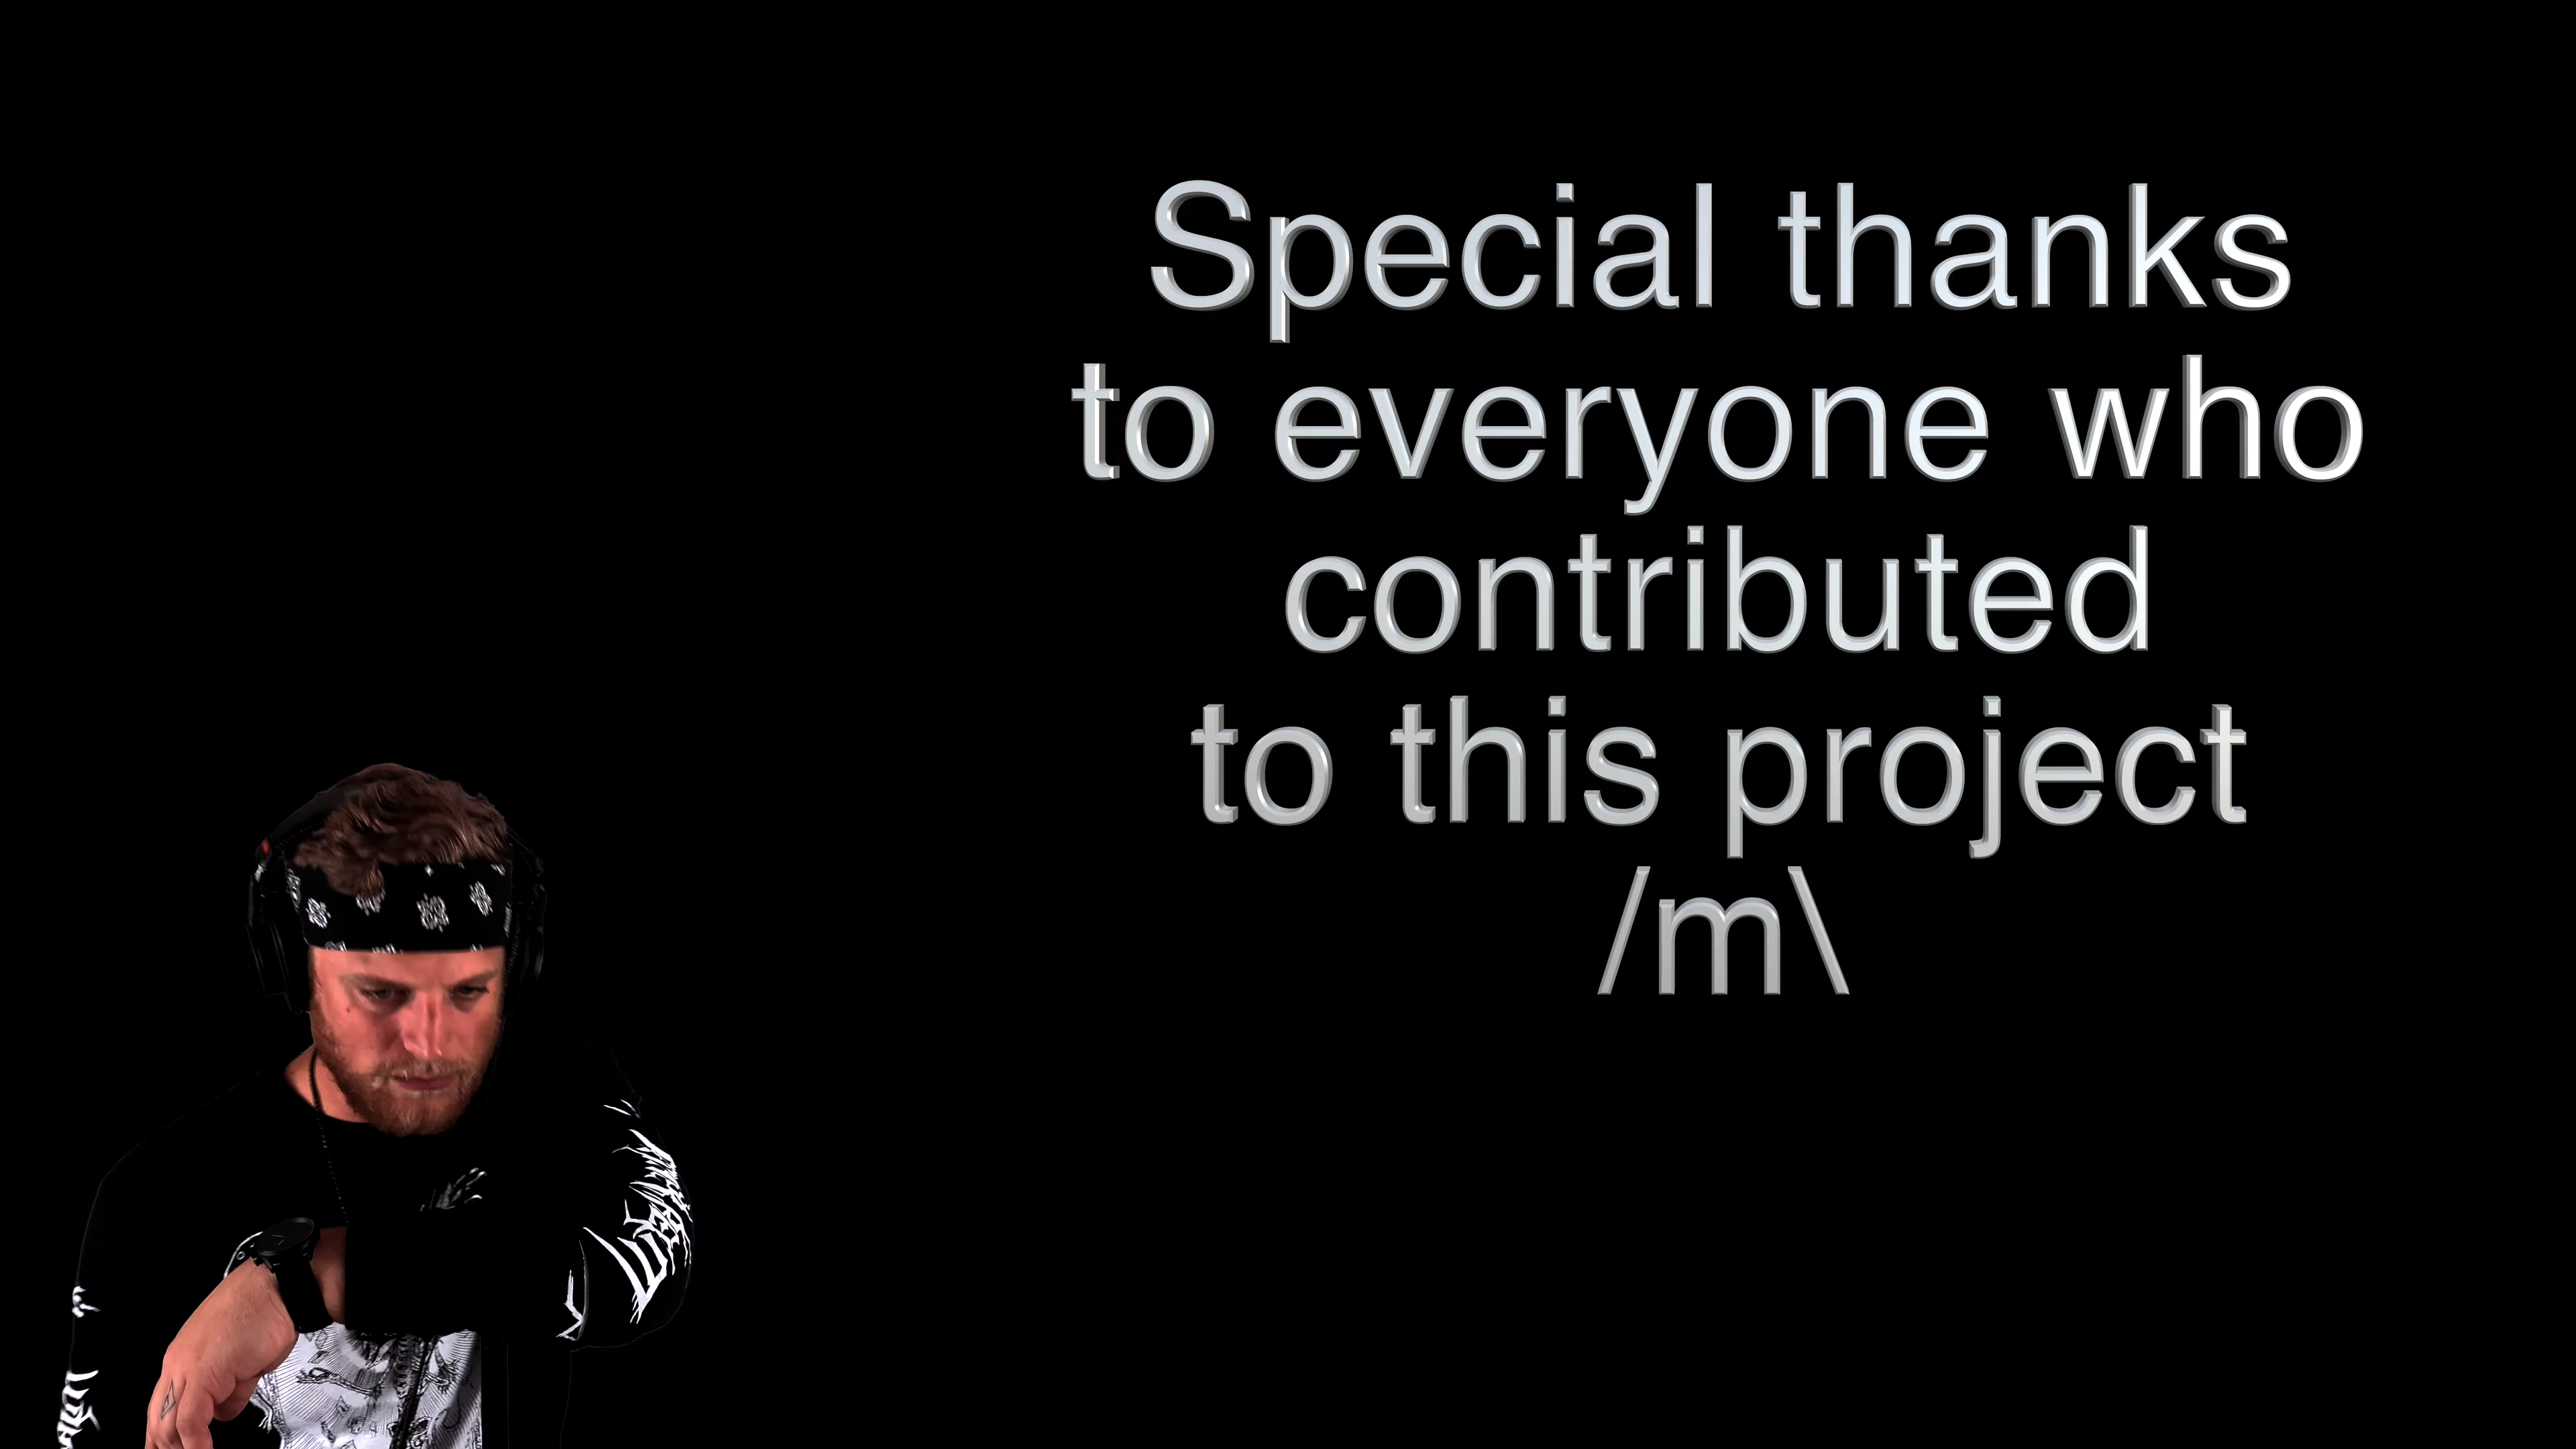 Special thanks
to everyone who
contributed
to this project
/m\